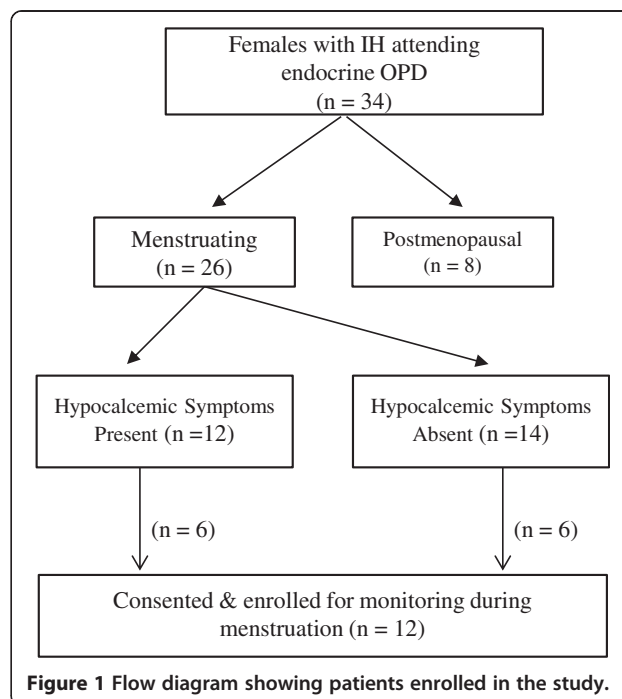 Females with IH attending
endocrine OPD
(n = 34)
Menstruating
(n = 26)
Postmenopausal
(n = 8)
Hypocalcemic Symptoms
Present (n =12)
Hypocalcemic Symptoms
Absent (n =14)
(n = 6)
(n = 6)
Consented & enrolled for monitoring during
menstruation (n = 12)
Figure 1 Flow diagram showing patients enrolled in the study.